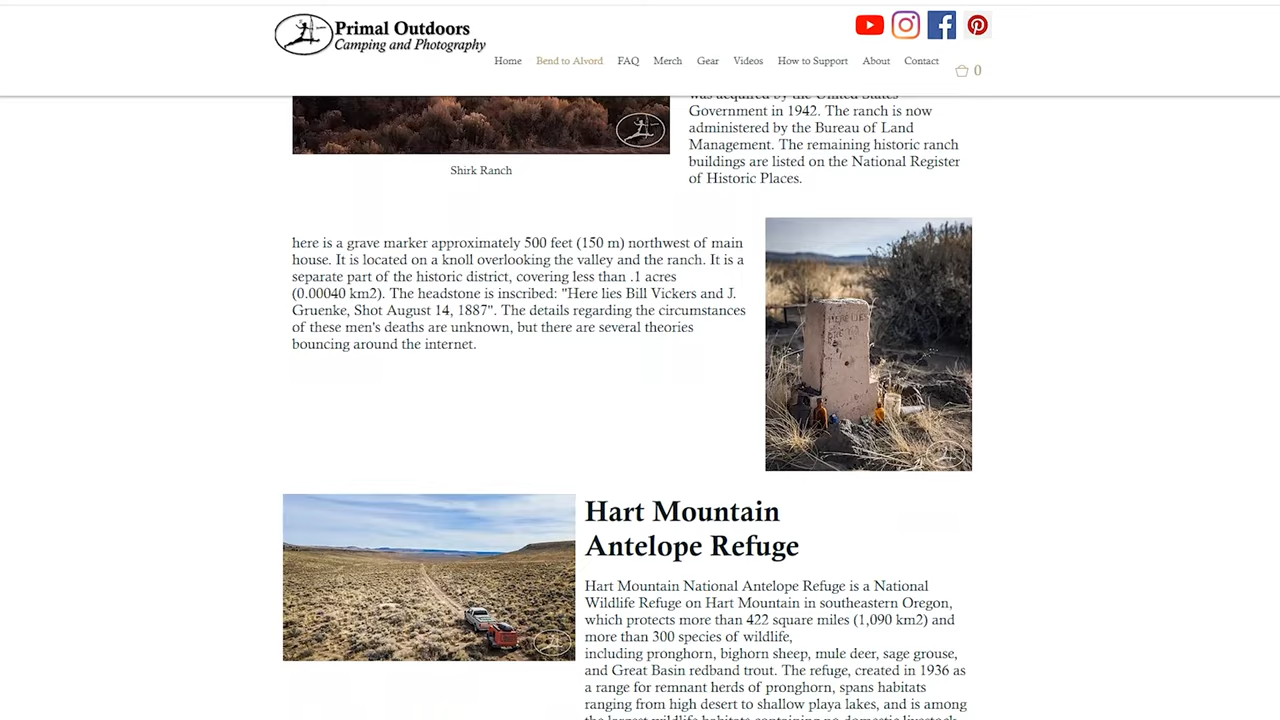 Primal Outdoors
Camping and Photography
Home
Bend to Alvord
FAQ
Merch
Gear
Videos
How to Support
About
Contact
0
was acquired by the United States
Government in 1942. The ranch is now
administered by the Bureau of Land
Management. The remaining historic ranch
buildings are listed on the National Register
of Historic Places.
Shirk Ranch
here is a grave marker approximately 500 feet (150 m) northwest of main
house. It is located on a knoll overlooking the valley and the ranch. It is a
separate part of the historic district, covering less than .1 acres
(0.00040 km2). The headstone is inscribed: "Here lies Bill Vickers and J.
Gruenke, Shot August 14, 1887". The details regarding the circumstances
of these men's deaths are unknown, but there are several theories
bouncing around the internet.
HERE LIES
Hart Mountain
Antelope Refuge
Hart Mountain National Antelope Refuge is a National
Wildlife Refuge on Hart Mountain in southeastern Oregon,
which protects more than 422 square miles (1,090 km2) and
more than 300 species of wildlife,
including pronghorn, bighorn sheep, mule deer, sage grouse,
and Great Basin redband trout. The refuge, created in 1936 as
a range for remnant herds of pronghorn, spans habitats
ranging from high desert to shallow playa lakes, and is among
the largest wildlife habitats containing no domestic livestock